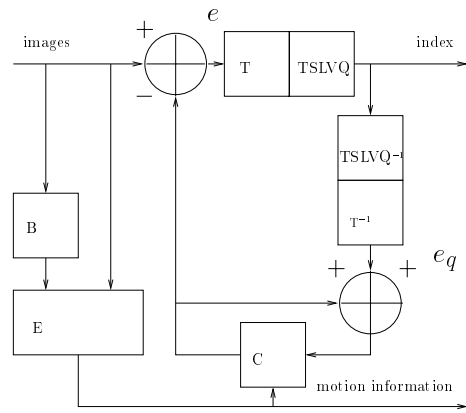 e
images
+
index
T
TSLVQ
−
TSLVQ⁻¹
B
T⁻¹
+
+
e_q
E
C
motion information